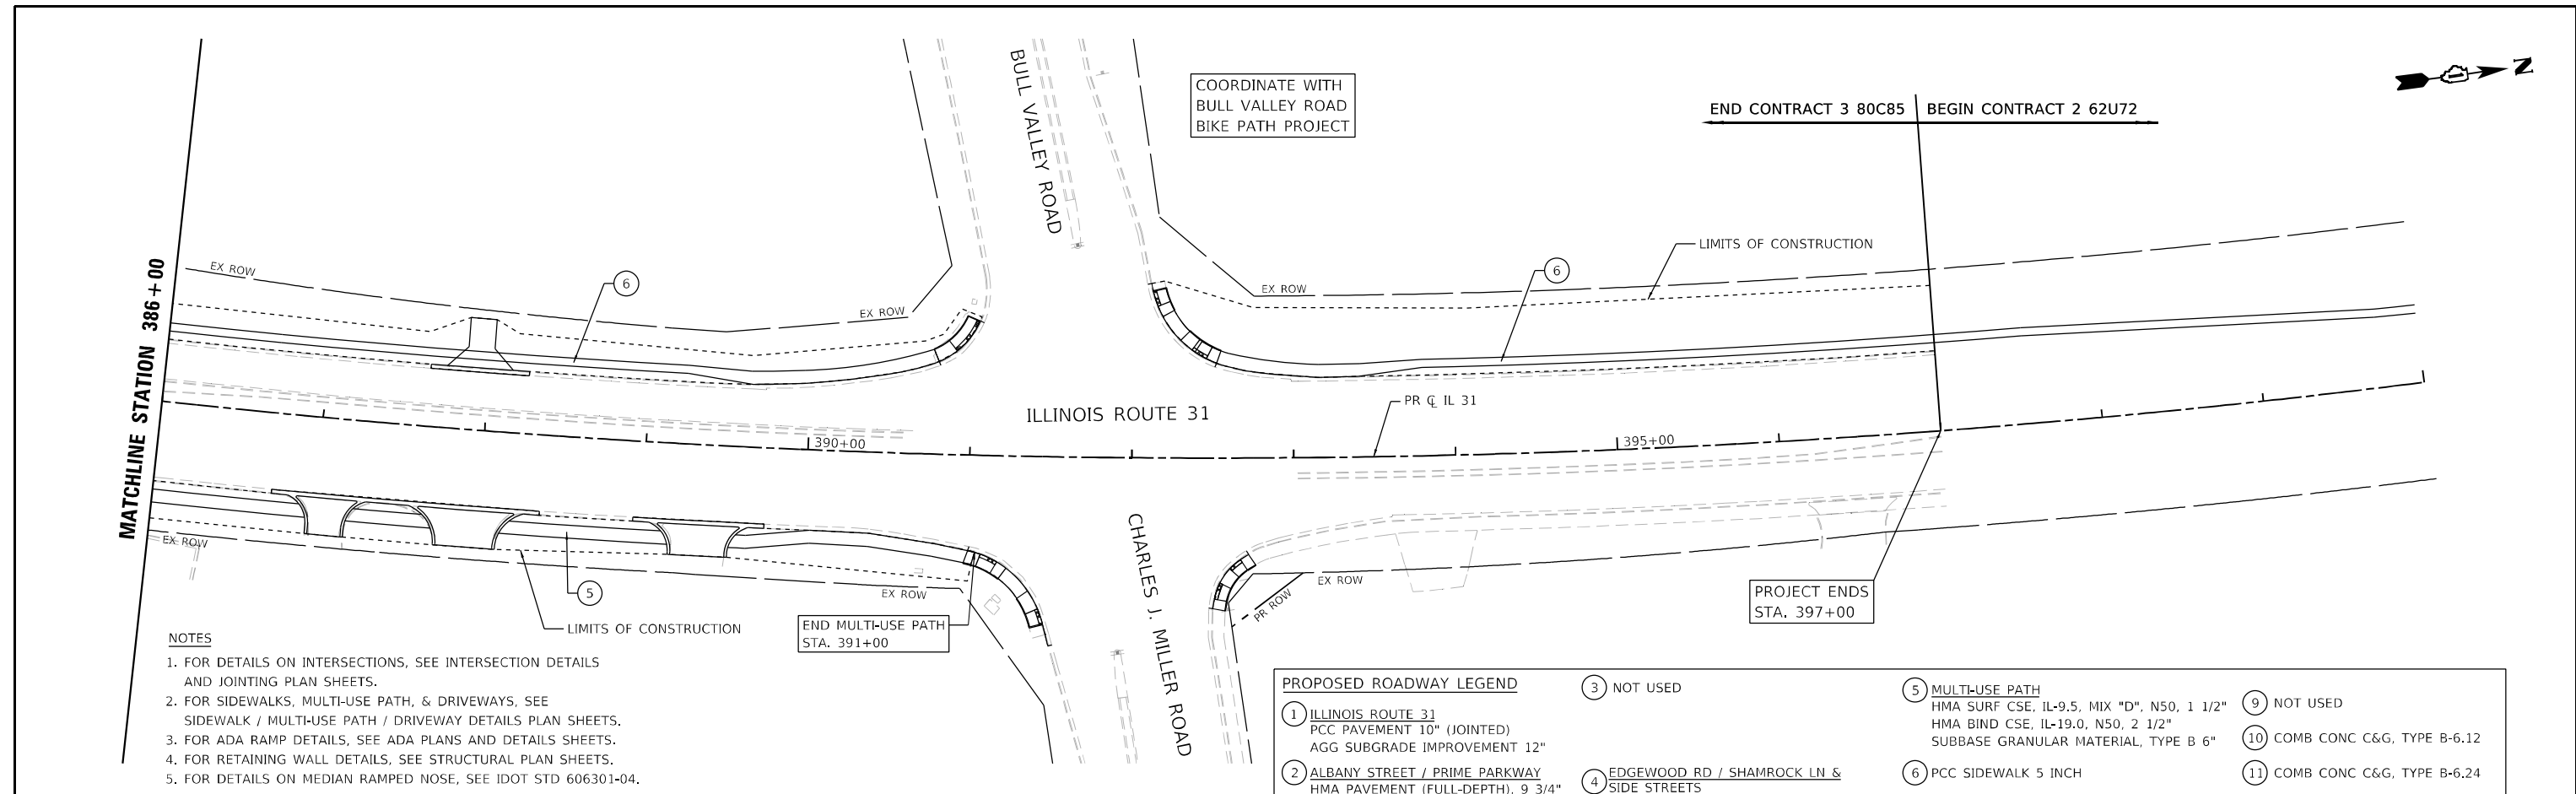 COORDINATE WITH
BULL VALLEY ROAD
BIKE PATH PROJECT
END CONTRACT 3 80C85
BEGIN CONTRACT 2 62U72
N
BULL VALLEY ROAD
LIMITS OF CONSTRUCTION
MATCHLINE STATION 386+00
EX ROW
6
EX ROW
EX ROW
6
ILLINOIS ROUTE 31
PR ℄ IL 31
390+00
395+00
EX ROW
5
LIMITS OF CONSTRUCTION
EX ROW
END MULTI-USE PATH
STA. 391+00
CHARLES J. MILLER ROAD
PR ROW
EX ROW
PROJECT ENDS
STA. 397+00
NOTES
1. FOR DETAILS ON INTERSECTIONS, SEE INTERSECTION DETAILS
AND JOINTING PLAN SHEETS.
2. FOR SIDEWALKS, MULTI-USE PATH, & DRIVEWAYS, SEE
SIDEWALK / MULTI-USE PATH / DRIVEWAY DETAILS PLAN SHEETS.
3. FOR ADA RAMP DETAILS, SEE ADA PLANS AND DETAILS SHEETS.
4. FOR RETAINING WALL DETAILS, SEE STRUCTURAL PLAN SHEETS.
5. FOR DETAILS ON MEDIAN RAMPED NOSE, SEE IDOT STD 606301-04.
PROPOSED ROADWAY LEGEND
1 ILLINOIS ROUTE 31
PCC PAVEMENT 10" (JOINTED)
AGG SUBGRADE IMPROVEMENT 12"
2 ALBANY STREET / PRIME PARKWAY
HMA PAVEMENT (FULL-DEPTH), 9 3/4"
3 NOT USED
4 EDGEWOOD RD / SHAMROCK LN &
SIDE STREETS
5 MULTI-USE PATH
HMA SURF CSE, IL-9.5, MIX "D", N50, 1 1/2"
HMA BIND CSE, IL-19.0, N50, 2 1/2"
SUBBASE GRANULAR MATERIAL, TYPE B 6"
6 PCC SIDEWALK 5 INCH
9 NOT USED
10 COMB CONC C&G, TYPE B-6.12
11 COMB CONC C&G, TYPE B-6.24